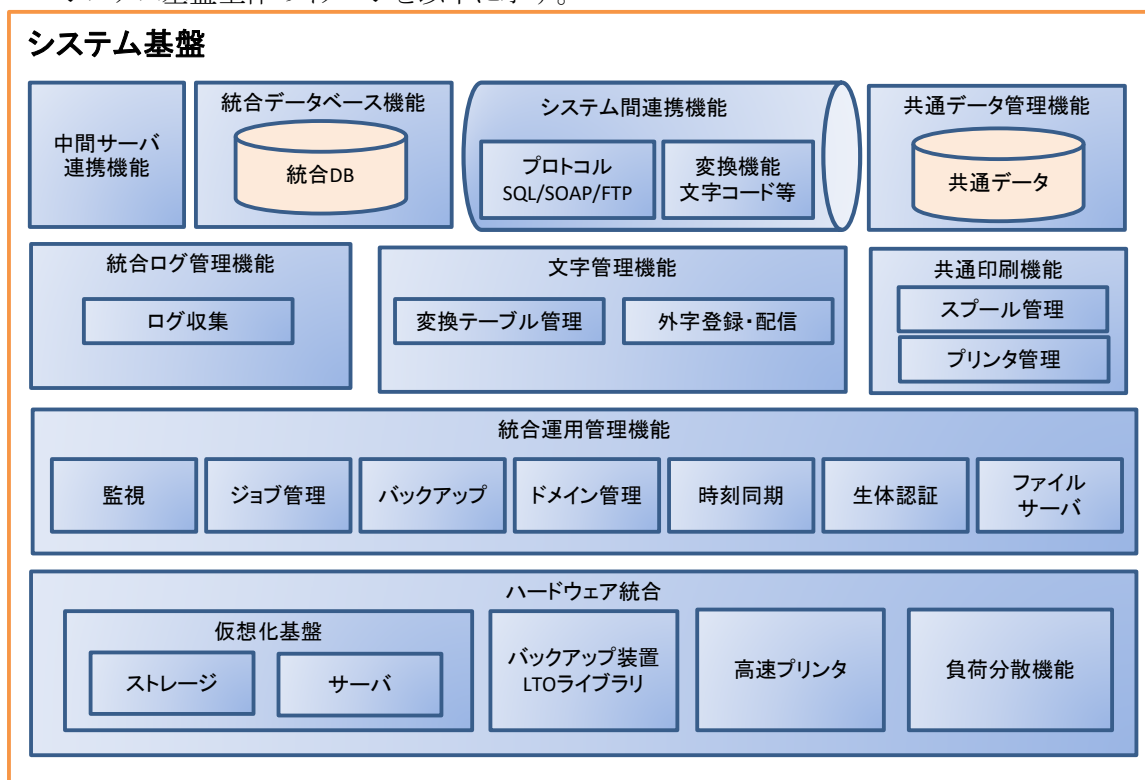 システム基盤
中間サーバ
連携機能
統合データベース機能
統合DB
システム間連携機能
プロトコル
SQL/SOAP/FTP
変換機能
文字コード等
共通データ管理機能
共通データ
統合ログ管理機能
ログ収集
文字管理機能
変換テーブル管理
外字登録・配信
共通印刷機能
スプール管理
プリンタ管理
統合運用管理機能
監視
ジョブ管理
バックアップ
ドメイン管理
時刻同期
生体認証
ファイル
サーバ
ハードウェア統合
仮想化基盤
ストレージ
サーバ
バックアップ装置
LTOライブラリ
高速プリンタ
負荷分散機能